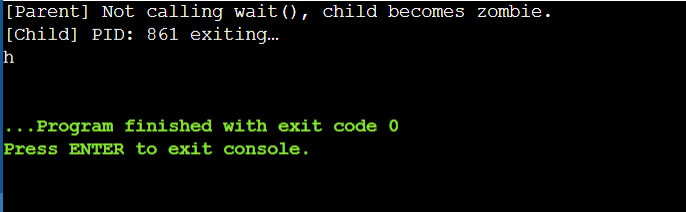 [Parent] Not calling wait(), child becomes zombie.
[Child] PID: 861 exiting…
h
...Program finished with exit code 0
Press ENTER to exit console.